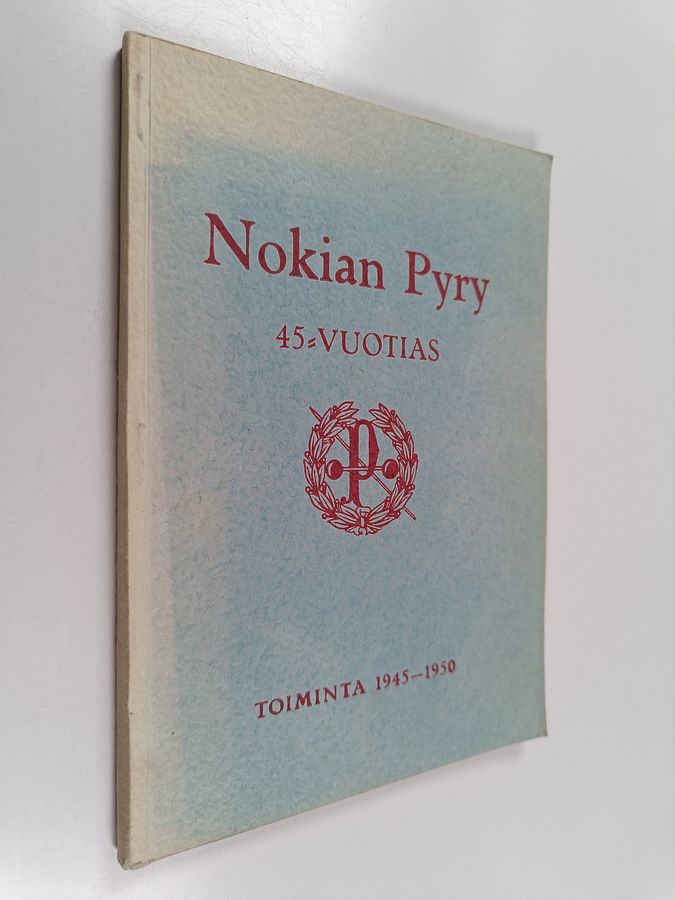 Nokian Pyry
45=VUOTIAS
P
TOIMINTA 1945—1950